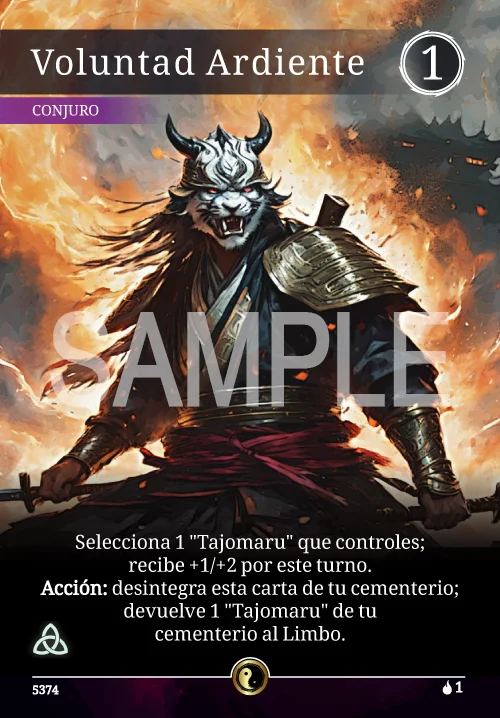 Voluntad Ardiente
1
CONJURO
SAMPLE
Selecciona 1 "Tajomaru" que controles;
recibe +1/+2 por este turno.
Acción: desintegra esta carta de tu cementerio;
devuelve 1 "Tajomaru" de tu
cementerio al Limbo.
5374
1